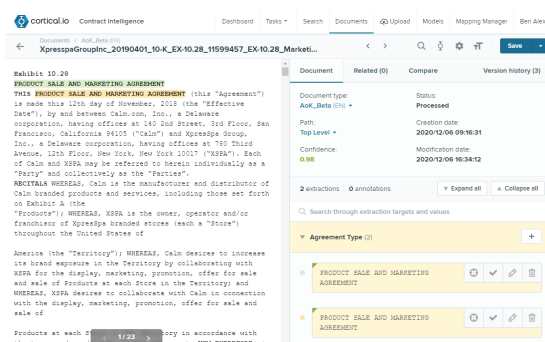 cortical.io Contract Intelligence Dashboard Tasks Search Documents Upload Models Mapping Manager Ben Alex
Documents / AoK_Beta (EN)
XpresspaGroupInc_20190401_10-K_EX-10.28_11599457_EX-10.28_Marketi...
Save
Exhibit 10.28
PRODUCT SALE AND MARKETING AGREEMENT
THIS PRODUCT SALE AND MARKETING AGREEMENT (this "Agreement")
is made this 12th day of November, 2018 (the "Effective
Date"), by and between Calm.com, Inc., a Delaware
corporation, having offices at 140 2nd Street, 3rd Floor, San
Francisco, California 94105 ("Calm") and XpresSpa Group,
Inc., a Delaware corporation, having offices at 780 Third
Avenue, 12th Floor, New York, New York 10017 ("XSPA"). Each
of Calm and XSPA may be referred to herein individually as a
"Party" and collectively as the "Parties".
RECITALS WHEREAS, Calm is the manufacturer and distributor of
Calm branded products and services, including those set forth
on Exhibit A (the
"Products"); WHEREAS, XSPA is the owner, operator and/or
franchisor of XpresSpa branded stores (each a "Store")
throughout the United States of
America (the "Territory"); WHEREAS, Calm desires to increase
its brand exposure in the Territory by collaborating with
XSPA for the display, marketing, promotion, offer for sale
and sale of Products at each Store in the Territory; and
WHEREAS, XSPA desires to collaborate with Calm in connection
with the display, marketing, promotion, offer for sale and
sale of
Products at each St tory in accordance with
1/23
Document Related (0) Compare Version history (3)
Document type: Status:
AoK_Beta (EN) Processed
Path: Creation date:
Top Level 2020/12/06 09:16:31
Confidence: Modification date:
0.98 2020/12/06 16:34:12
2 extractions 0 annotations Expand all Collapse all
Search through extraction targets and values
Agreement Type (2)
PRODUCT SALE AND MARKETING
AGREEMENT
PRODUCT SALE AND MARKETING
AGREEMENT